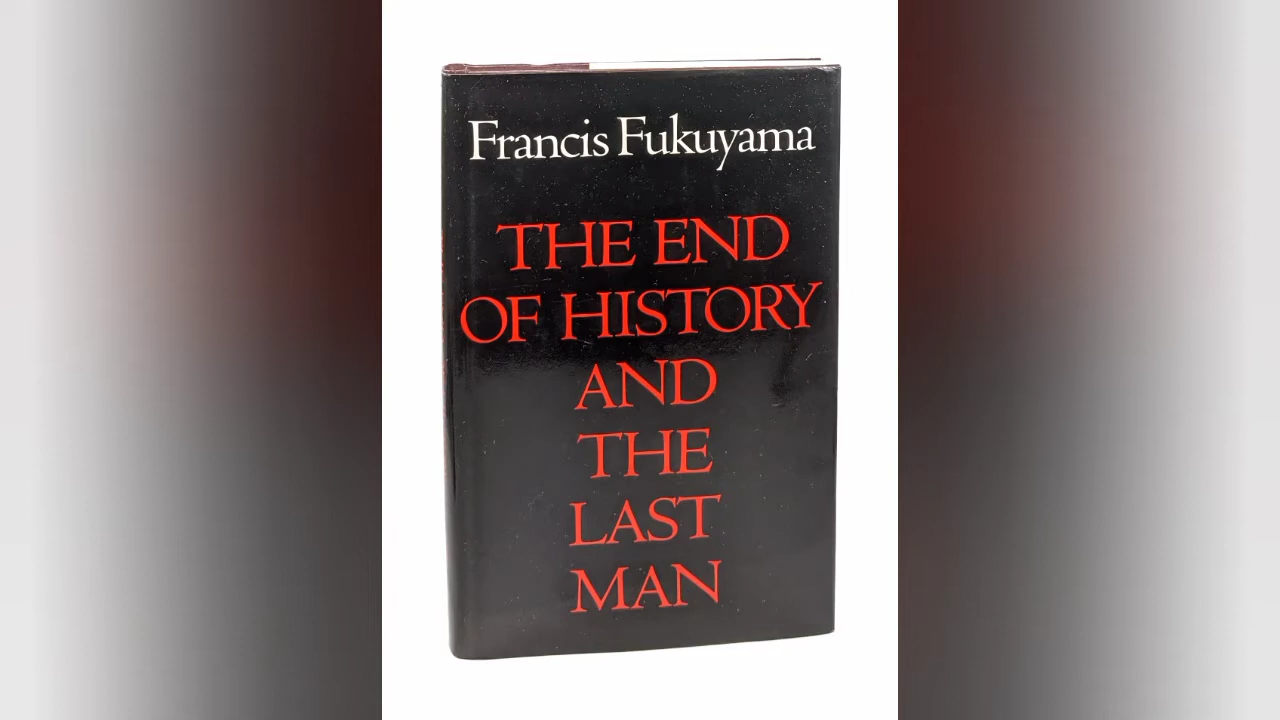 Francis Fukuyama
THE END
OF HISTORY
AND
THE
LAST
MAN